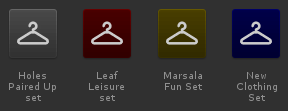 Holes
Paired Up
set
Leaf
Leisure
set
Marsala
Fun Set
New
Clothing
Set